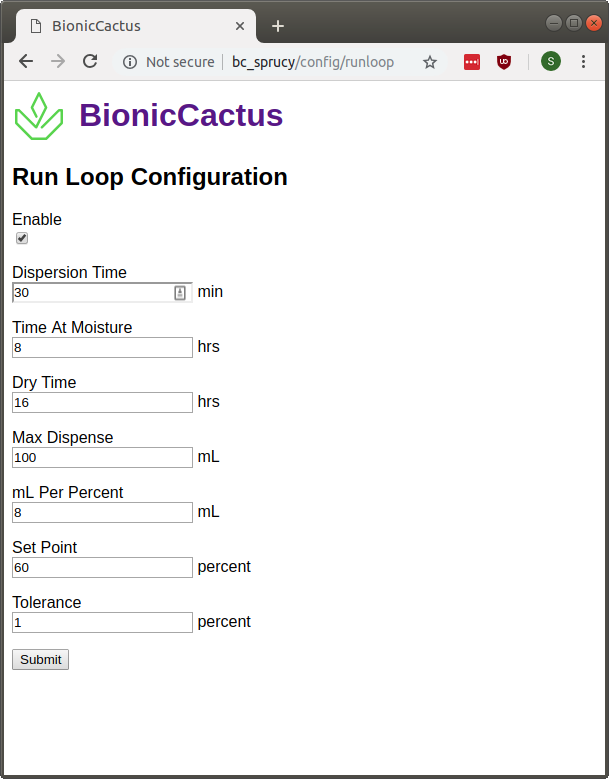 BionicCactus
Not secure bc_sprucy/config/runloop
S
BionicCactus
Run Loop Configuration
Enable
Dispersion Time
30 min
Time At Moisture
8 hrs
Dry Time
16 hrs
Max Dispense
100 mL
mL Per Percent
8 mL
Set Point
60 percent
Tolerance
1 percent
Submit